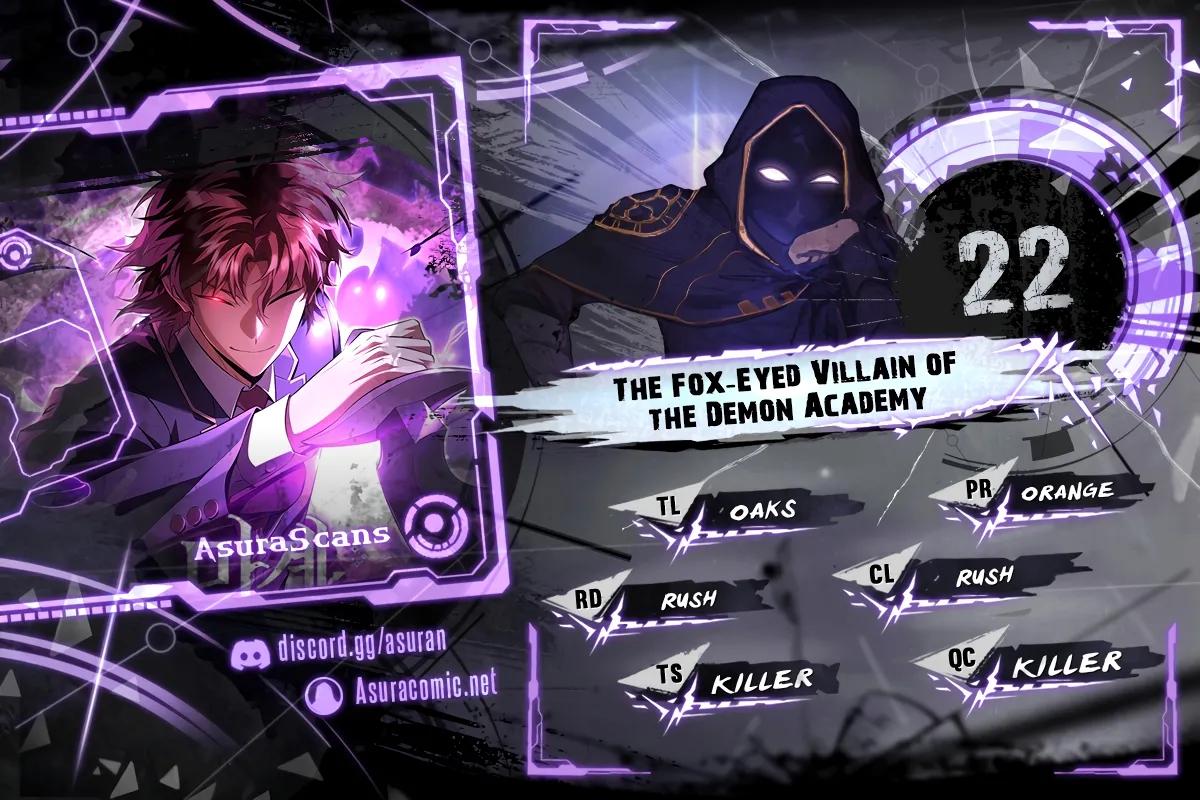 22
The Fox-Eyed Villain of
the Demon Academy
TL OAKS
PR ORANGE
RD RUSH
CL RUSH
TS KILLER
QC KILLER
AsuraScans
discord.gg/asuran
Asuracomic.net